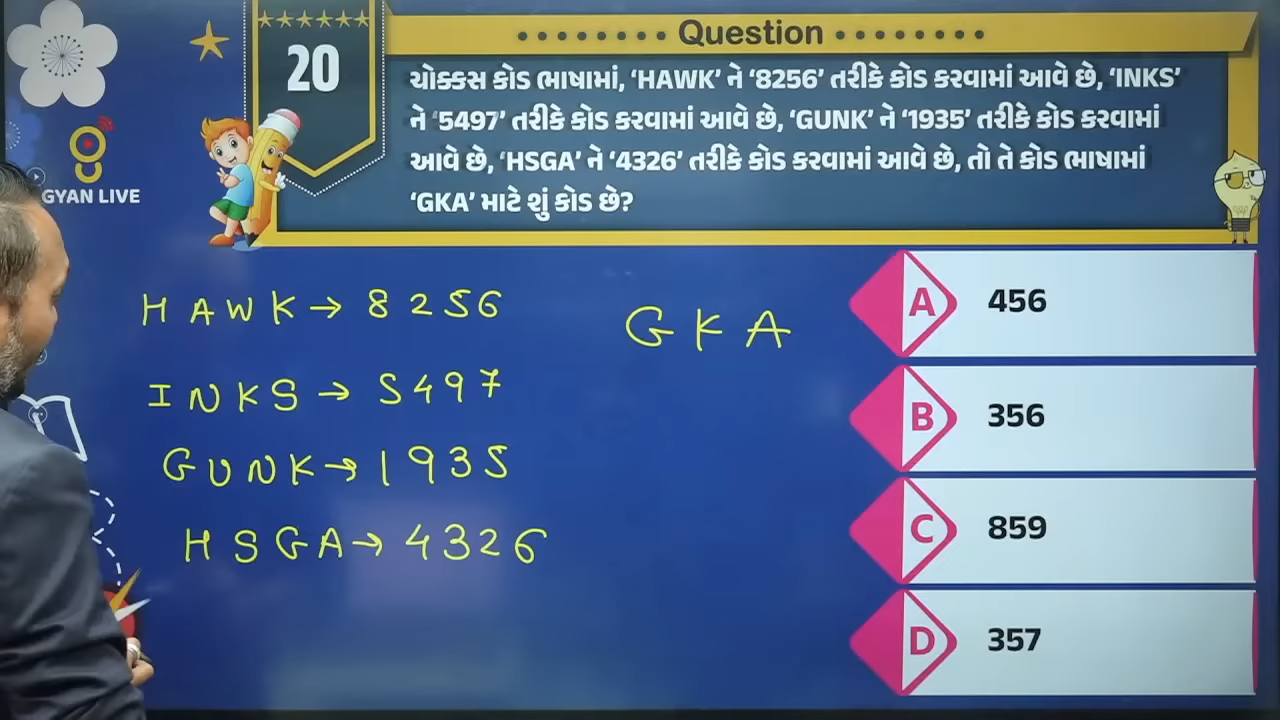 Question
20
ચોક્કસ કોડ ભાષામાં, ‘HAWK’ ને ‘8256’ તરીકે કોડ કરવામાં આવે છે, ‘INKS’
ને ‘5497’ તરીકે કોડ કરવામાં આવે છે, ‘GUNK’ ને ‘1935’ તરીકે કોડ કરવામાં
આવે છે, ‘HSGA’ ને ‘4326’ તરીકે કોડ કરવામાં આવે છે, તો તે કોડ ભાષામાં
‘GKA’ માટે શું કોડ છે?
GYAN LIVE
H A W K → 8 2 5 6
I N K S → 5 4 9 7
G U N K → 1 9 3 5
H S G A → 4 3 2 6
G K A
A 456
B 356
C 859
D 357